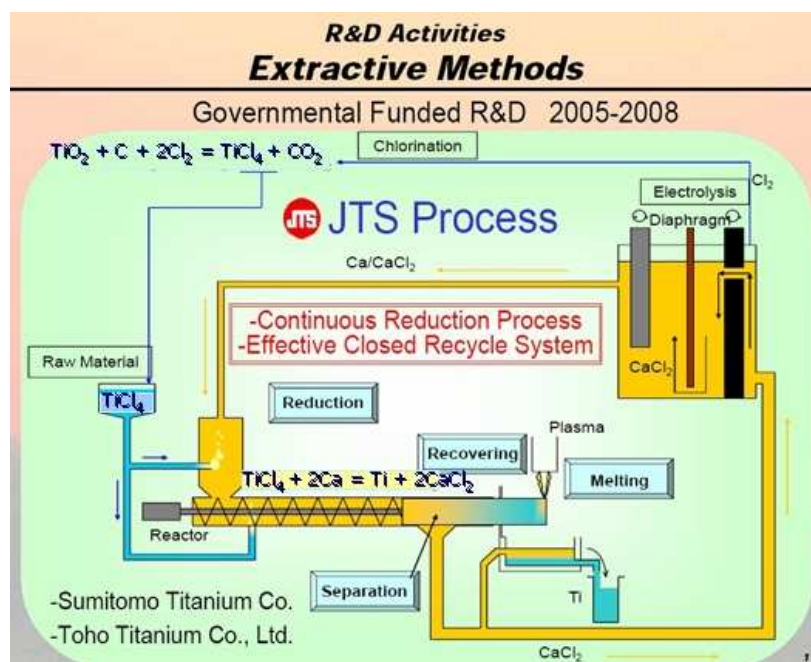 R&D Activities
Extractive Methods
Governmental Funded R&D 2005-2008
TiO₂ + C + 2Cl₂ = TiCl₄ + CO₂
Chlorination
Cl₂
Electrolysis
Diaphragm
JTS JTS Process
Ca/CaCl₂
-Continuous Reduction Process
-Effective Closed Recycle System
CaCl₂
Raw Material
TiCl₄
Reduction
Plasma
Recovering
TiCl₄ + 2Ca = Ti + 2CaCl₂
Melting
Reactor
Separation
Ti
-Sumitomo Titanium Co.
-Toho Titanium Co., Ltd.
CaCl₂